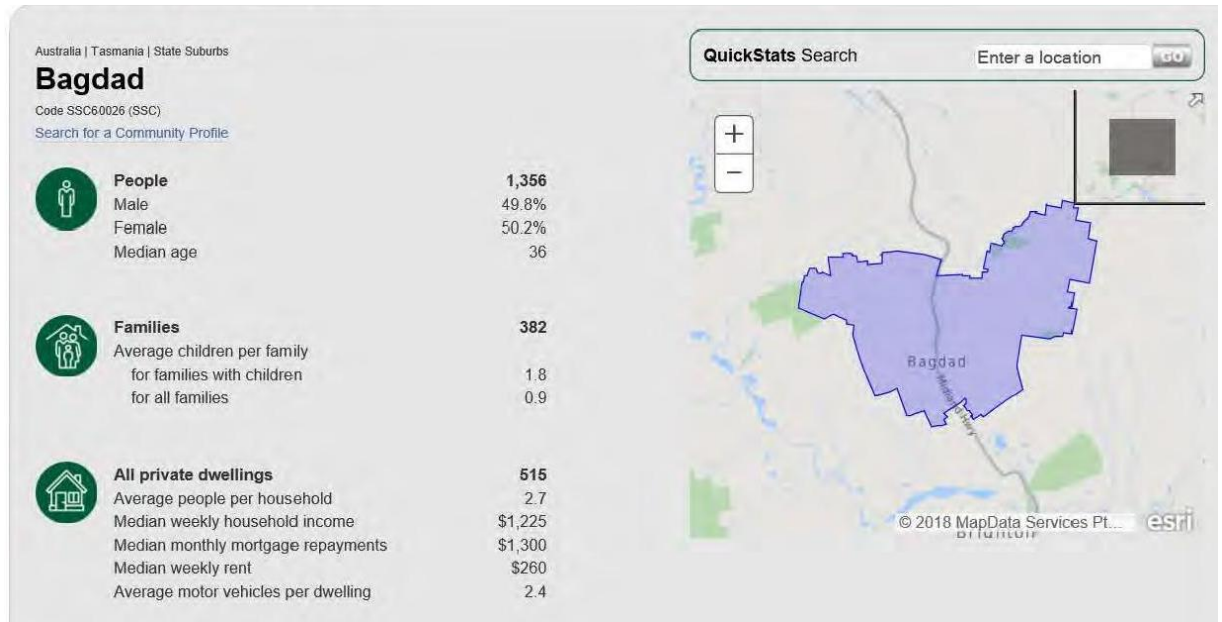 Australia | Tasmania | State Suburbs
Bagdad
Code SSC60026 (SSC)
Search for a Community Profile
People 1,356
Male 49.8%
Female 50.2%
Median age 36
Families 382
Average children per family
for families with children 1.8
for all families 0.9
All private dwellings 515
Average people per household 2.7
Median weekly household income $1,225
Median monthly mortgage repayments $1,300
Median weekly rent $260
Average motor vehicles per dwelling 2.4
QuickStats Search Enter a location GO
+
−
Bagdad
Midland Hwy
© 2018 MapData Services Pt... esri
Brighton